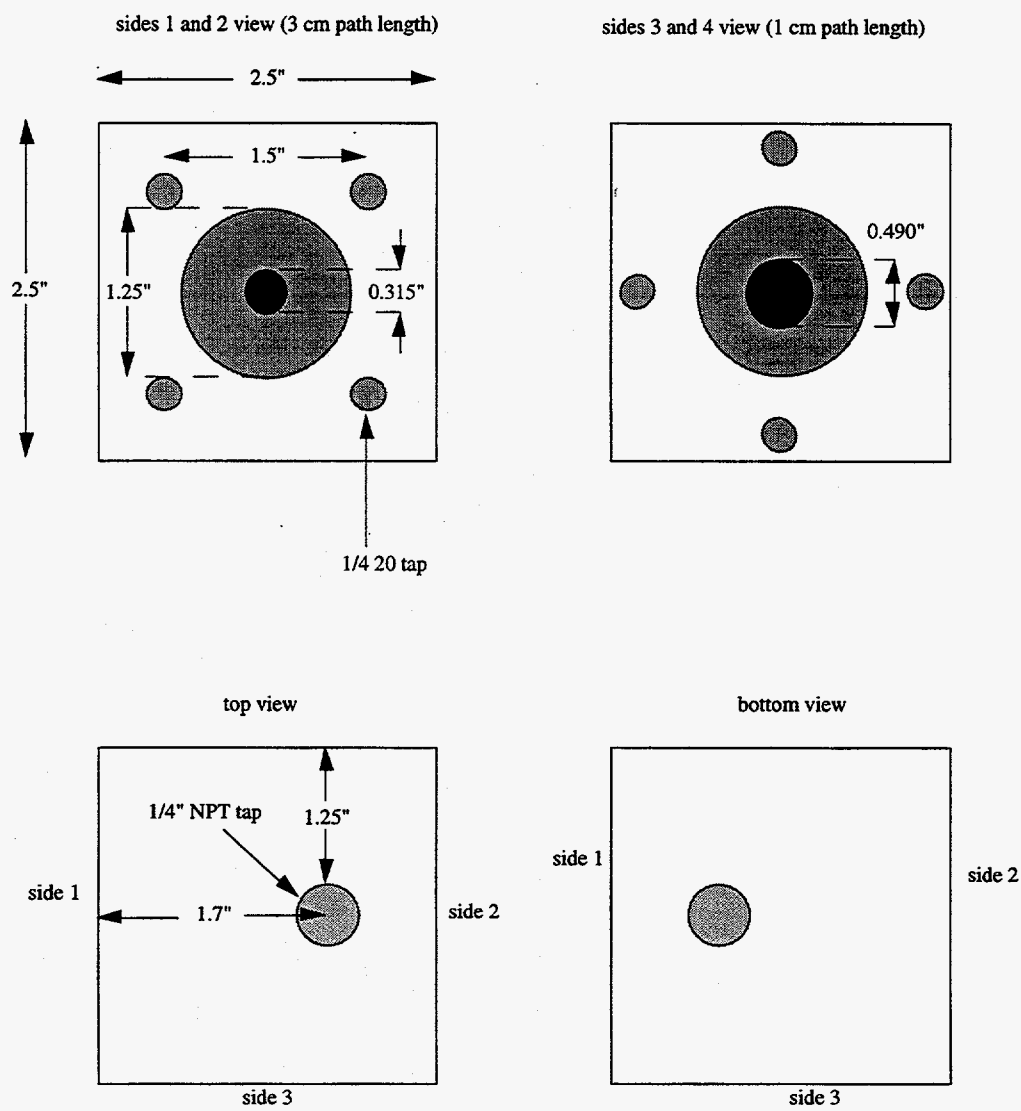 sides 1 and 2 view (3 cm path length)
sides 3 and 4 view (1 cm path length)
2.5"
1.5"
0.490"
2.5"
1.25"
0.315"
1/4 20 tap
top view
bottom view
1/4" NPT tap
1.25"
side 1
side 1
side 2
1.7"
side 2
side 3
side 3